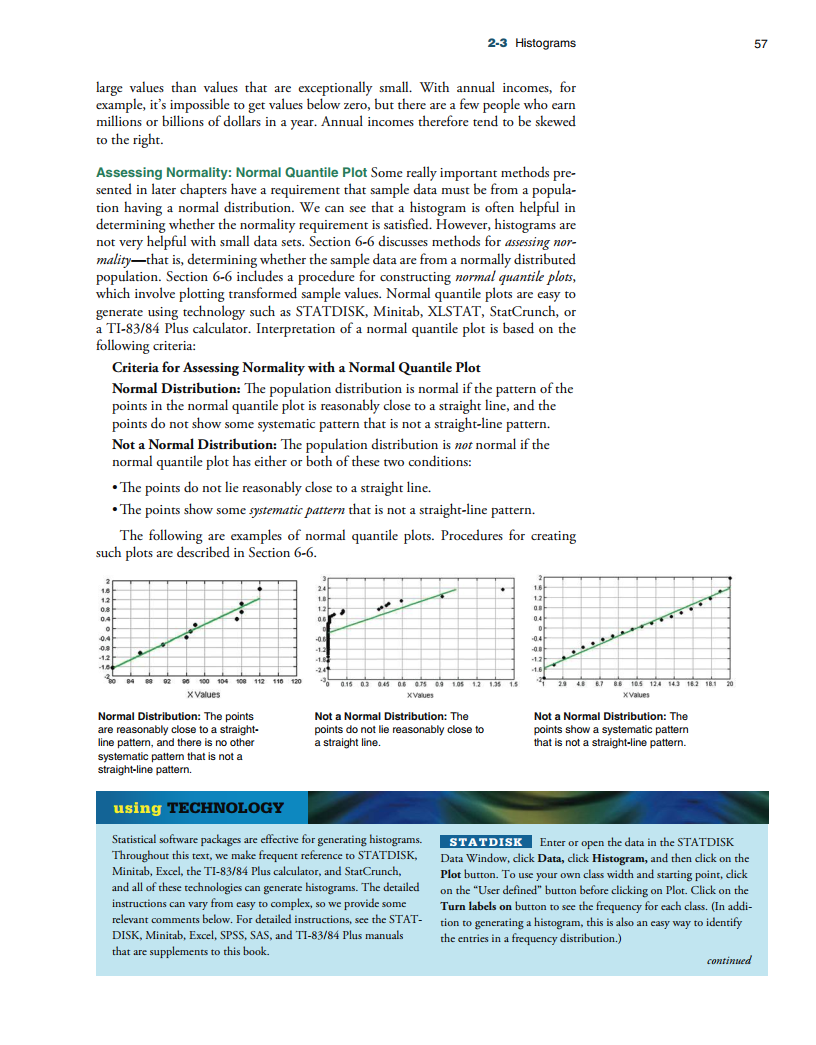 2-3 Histograms
57
large values than values that are exceptionally small. With annual incomes, for
example, it’s impossible to get values below zero, but there are a few people who earn
millions or billions of dollars in a year. Annual incomes therefore tend to be skewed
to the right.
Assessing Normality: Normal Quantile Plot Some really important methods pre-
sented in later chapters have a requirement that sample data must be from a popula-
tion having a normal distribution. We can see that a histogram is often helpful in
determining whether the normality requirement is satisfied. However, histograms are
not very helpful with small data sets. Section 6-6 discusses methods for assessing nor-
mality—that is, determining whether the sample data are from a normally distributed
population. Section 6-6 includes a procedure for constructing normal quantile plots,
which involve plotting transformed sample values. Normal quantile plots are easy to
generate using technology such as STATDISK, Minitab, XLSTAT, StatCrunch, or
a TI-83/84 Plus calculator. Interpretation of a normal quantile plot is based on the
following criteria:
Criteria for Assessing Normality with a Normal Quantile Plot
Normal Distribution: The population distribution is normal if the pattern of the
points in the normal quantile plot is reasonably close to a straight line, and the
points do not show some systematic pattern that is not a straight-line pattern.
Not a Normal Distribution: The population distribution is not normal if the
normal quantile plot has either or both of these two conditions:
• The points do not lie reasonably close to a straight line.
• The points show some systematic pattern that is not a straight-line pattern.
The following are examples of normal quantile plots. Procedures for creating
such plots are described in Section 6-6.
2
1.6
1.2
0.8
0.4
0
-0.4
-0.8
-1.2
-1.6
-2
80 84 88 92 96 100 104 108 112 116 120
X Values
3
2.4
1.8
1.2
0.6
0
-0.6
-1.2
-1.8
-2.4
-3
0 0.15 0.3 0.45 0.6 0.75 0.9 1.05 1.2 1.35 1.5
X Values
2
1.6
1.2
0.8
0.4
0
-0.4
-0.8
-1.2
-1.6
-2
1 2.9 4.8 6.7 8.6 10.5 12.4 14.3 16.2 18.1 20
X Values
Normal Distribution: The points
are reasonably close to a straight-
line pattern, and there is no other
systematic pattern that is not a
straight-line pattern.
Not a Normal Distribution: The
points do not lie reasonably close to
a straight line.
Not a Normal Distribution: The
points show a systematic pattern
that is not a straight-line pattern.
using TECHNOLOGY
Statistical software packages are effective for generating histograms.
Throughout this text, we make frequent reference to STATDISK,
Minitab, Excel, the TI-83/84 Plus calculator, and StatCrunch,
and all of these technologies can generate histograms. The detailed
instructions can vary from easy to complex, so we provide some
relevant comments below. For detailed instructions, see the STAT-
DISK, Minitab, Excel, SPSS, SAS, and TI-83/84 Plus manuals
that are supplements to this book.
STATDISK Enter or open the data in the STATDISK
Data Window, click Data, click Histogram, and then click on the
Plot button. To use your own class width and starting point, click
on the “User defined” button before clicking on Plot. Click on the
Turn labels on button to see the frequency for each class. (In addi-
tion to generating a histogram, this is also an easy way to identify
the entries in a frequency distribution.)
continued